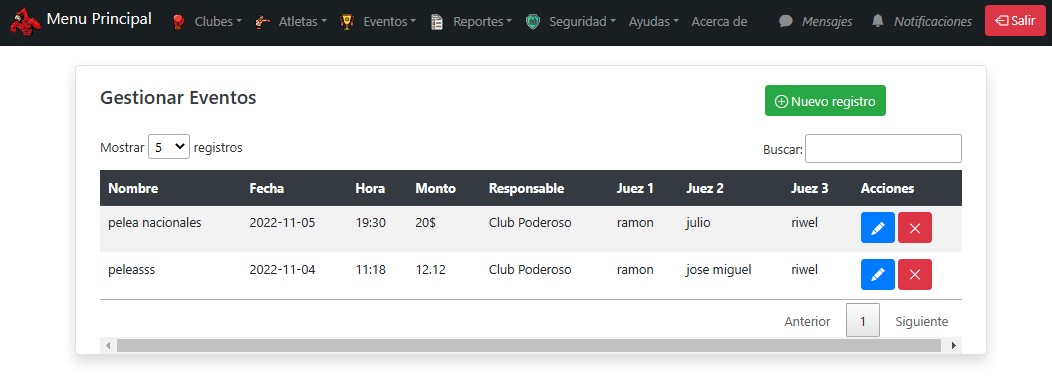 Menu Principal Clubes Atletas Eventos Reportes Seguridad Ayudas Acerca de Mensajes Notificaciones Salir
Gestionar Eventos Nuevo registro
Mostrar 5 registros Buscar:
Nombre Fecha Hora Monto Responsable Juez 1 Juez 2 Juez 3 Acciones
pelea nacionales 2022-11-05 19:30 20$ Club Poderoso ramon julio riwel
peleasss 2022-11-04 11:18 12.12 Club Poderoso ramon jose miguel riwel
Anterior 1 Siguiente